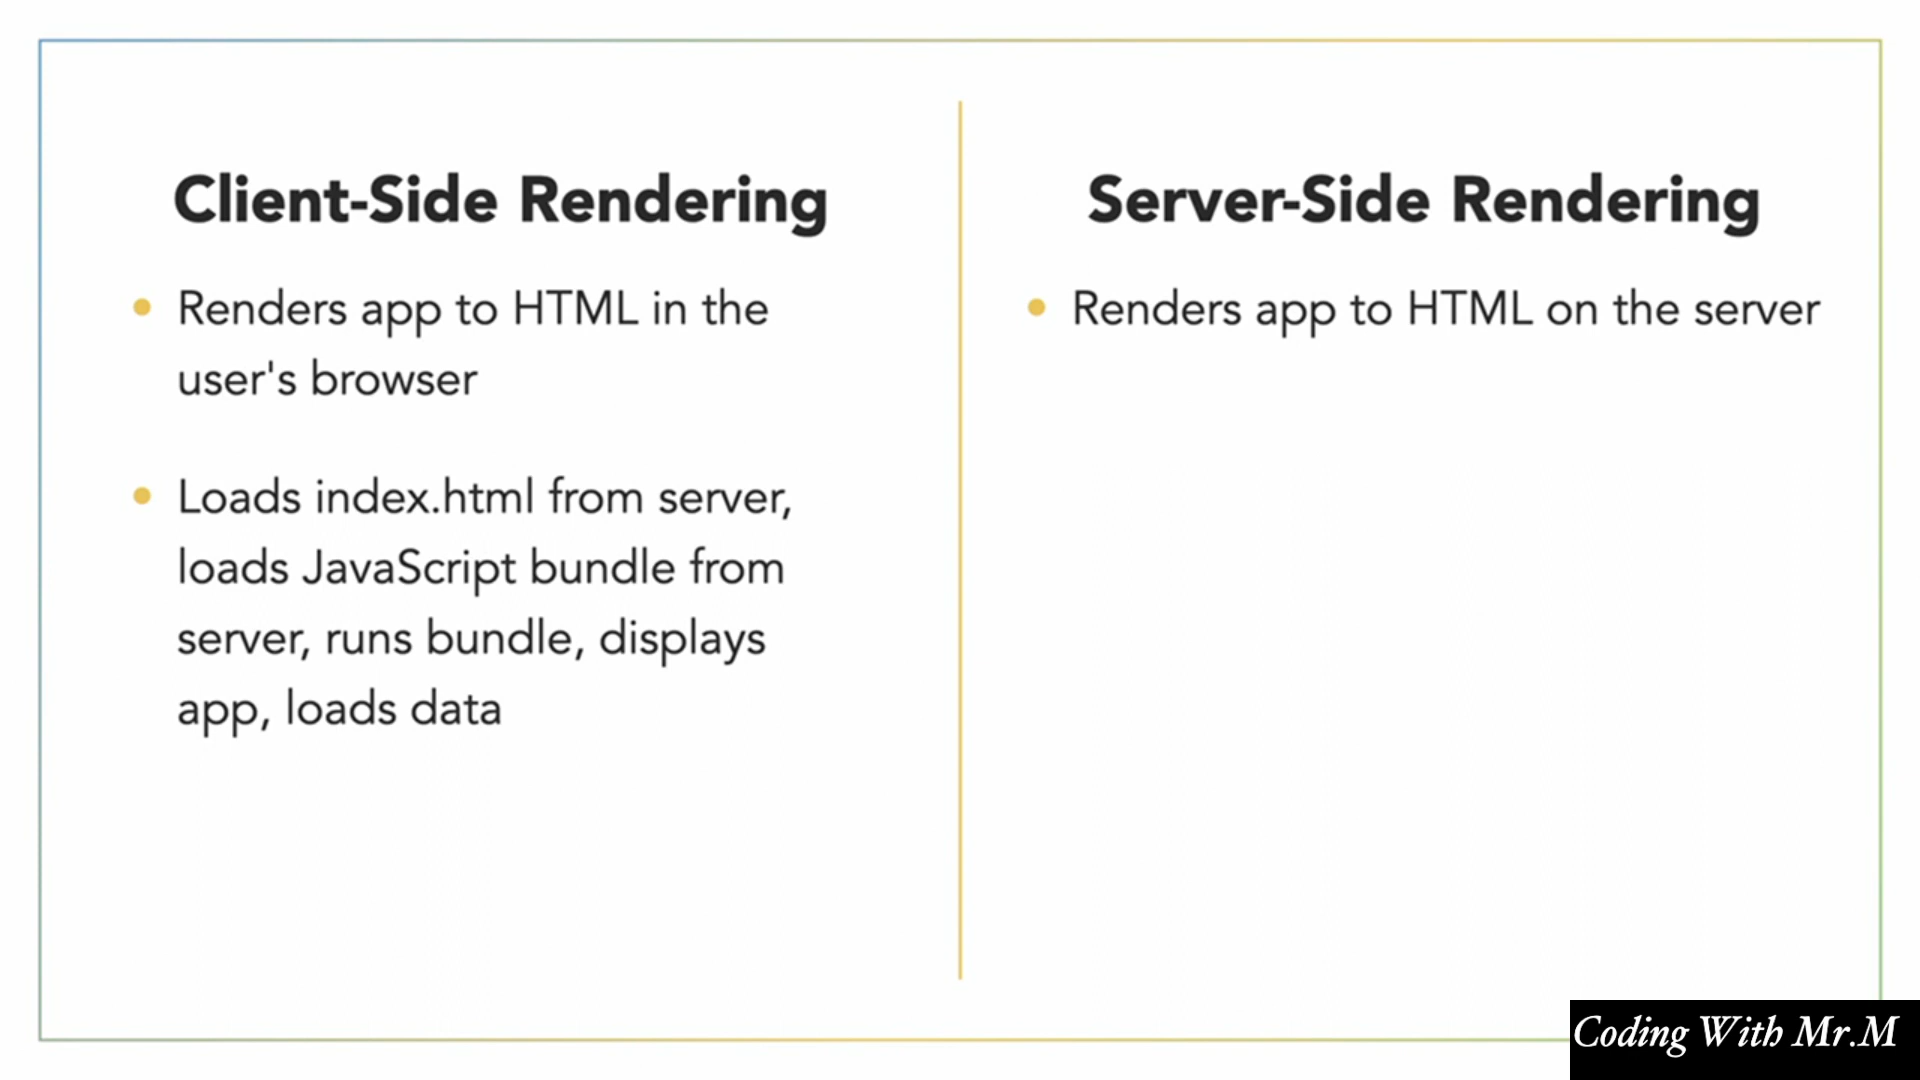 Client-Side Rendering
Renders app to HTML in the
user's browser
Loads index.html from server,
loads JavaScript bundle from
server, runs bundle, displays
app, loads data
Server-Side Rendering
Renders app to HTML on the server
Coding With Mr.M